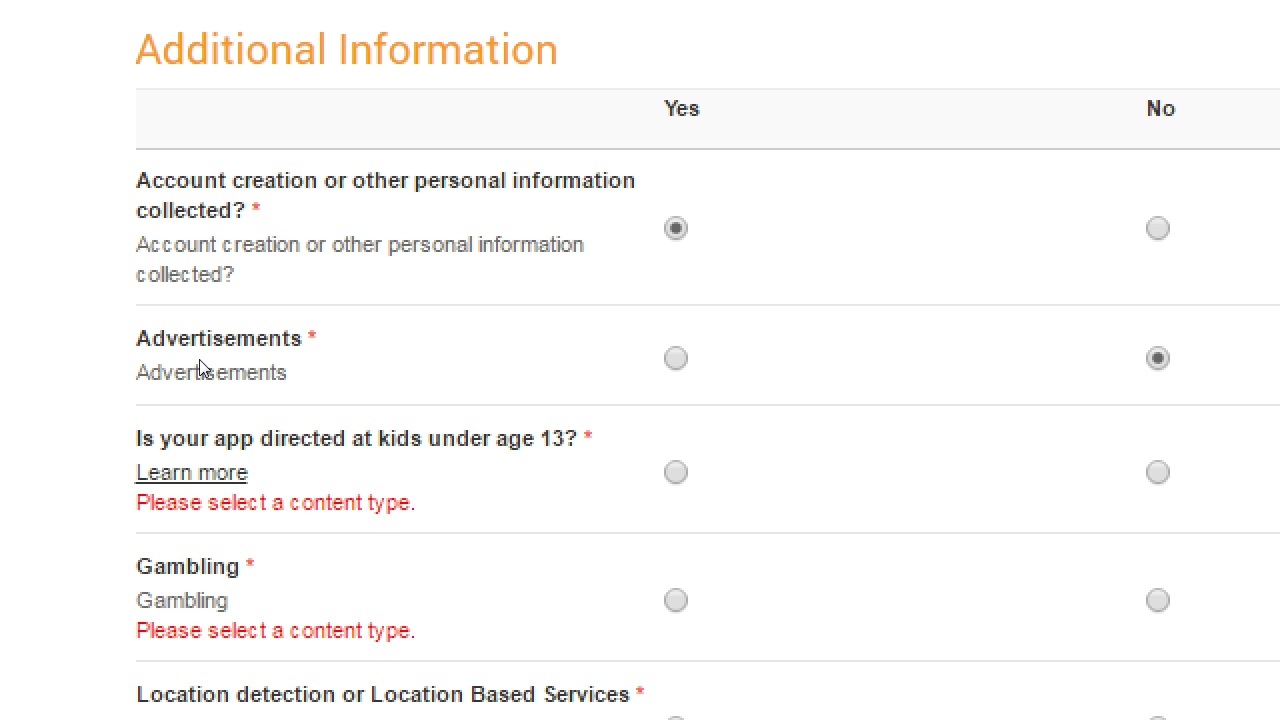 Additional Information
Yes No
Account creation or other personal information
collected? *
Account creation or other personal information
collected?
Advertisements *
Advertisements
Is your app directed at kids under age 13? *
Learn more
Please select a content type.
Gambling *
Gambling
Please select a content type.
Location detection or Location Based Services *